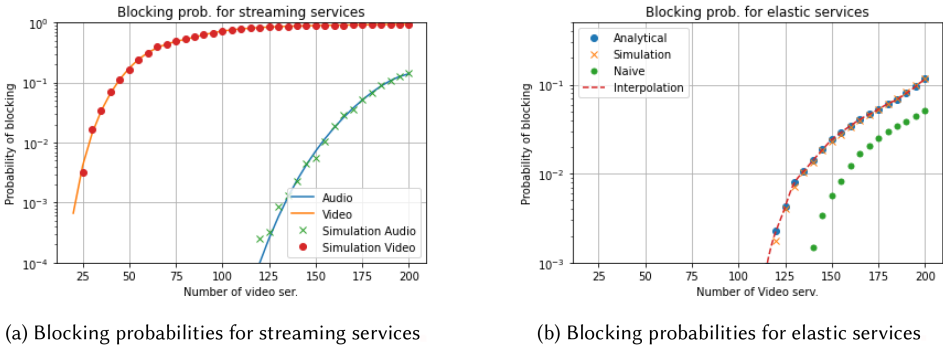 Blocking prob. for streaming services
10⁰
10⁻¹
10⁻²
10⁻³
10⁻⁴
Probability of blocking
25 50 75 100 125 150 175 200
Number of video ser.
Audio
Video
Simulation Audio
Simulation Video
(a) Blocking probabilities for streaming services
Blocking prob. for elastic services
Analytical
Simulation
Naive
Interpolation
10⁻¹
10⁻²
10⁻³
Probability of blocking
25 50 75 100 125 150 175 200
Number of Video serv.
(b) Blocking probabilities for elastic services